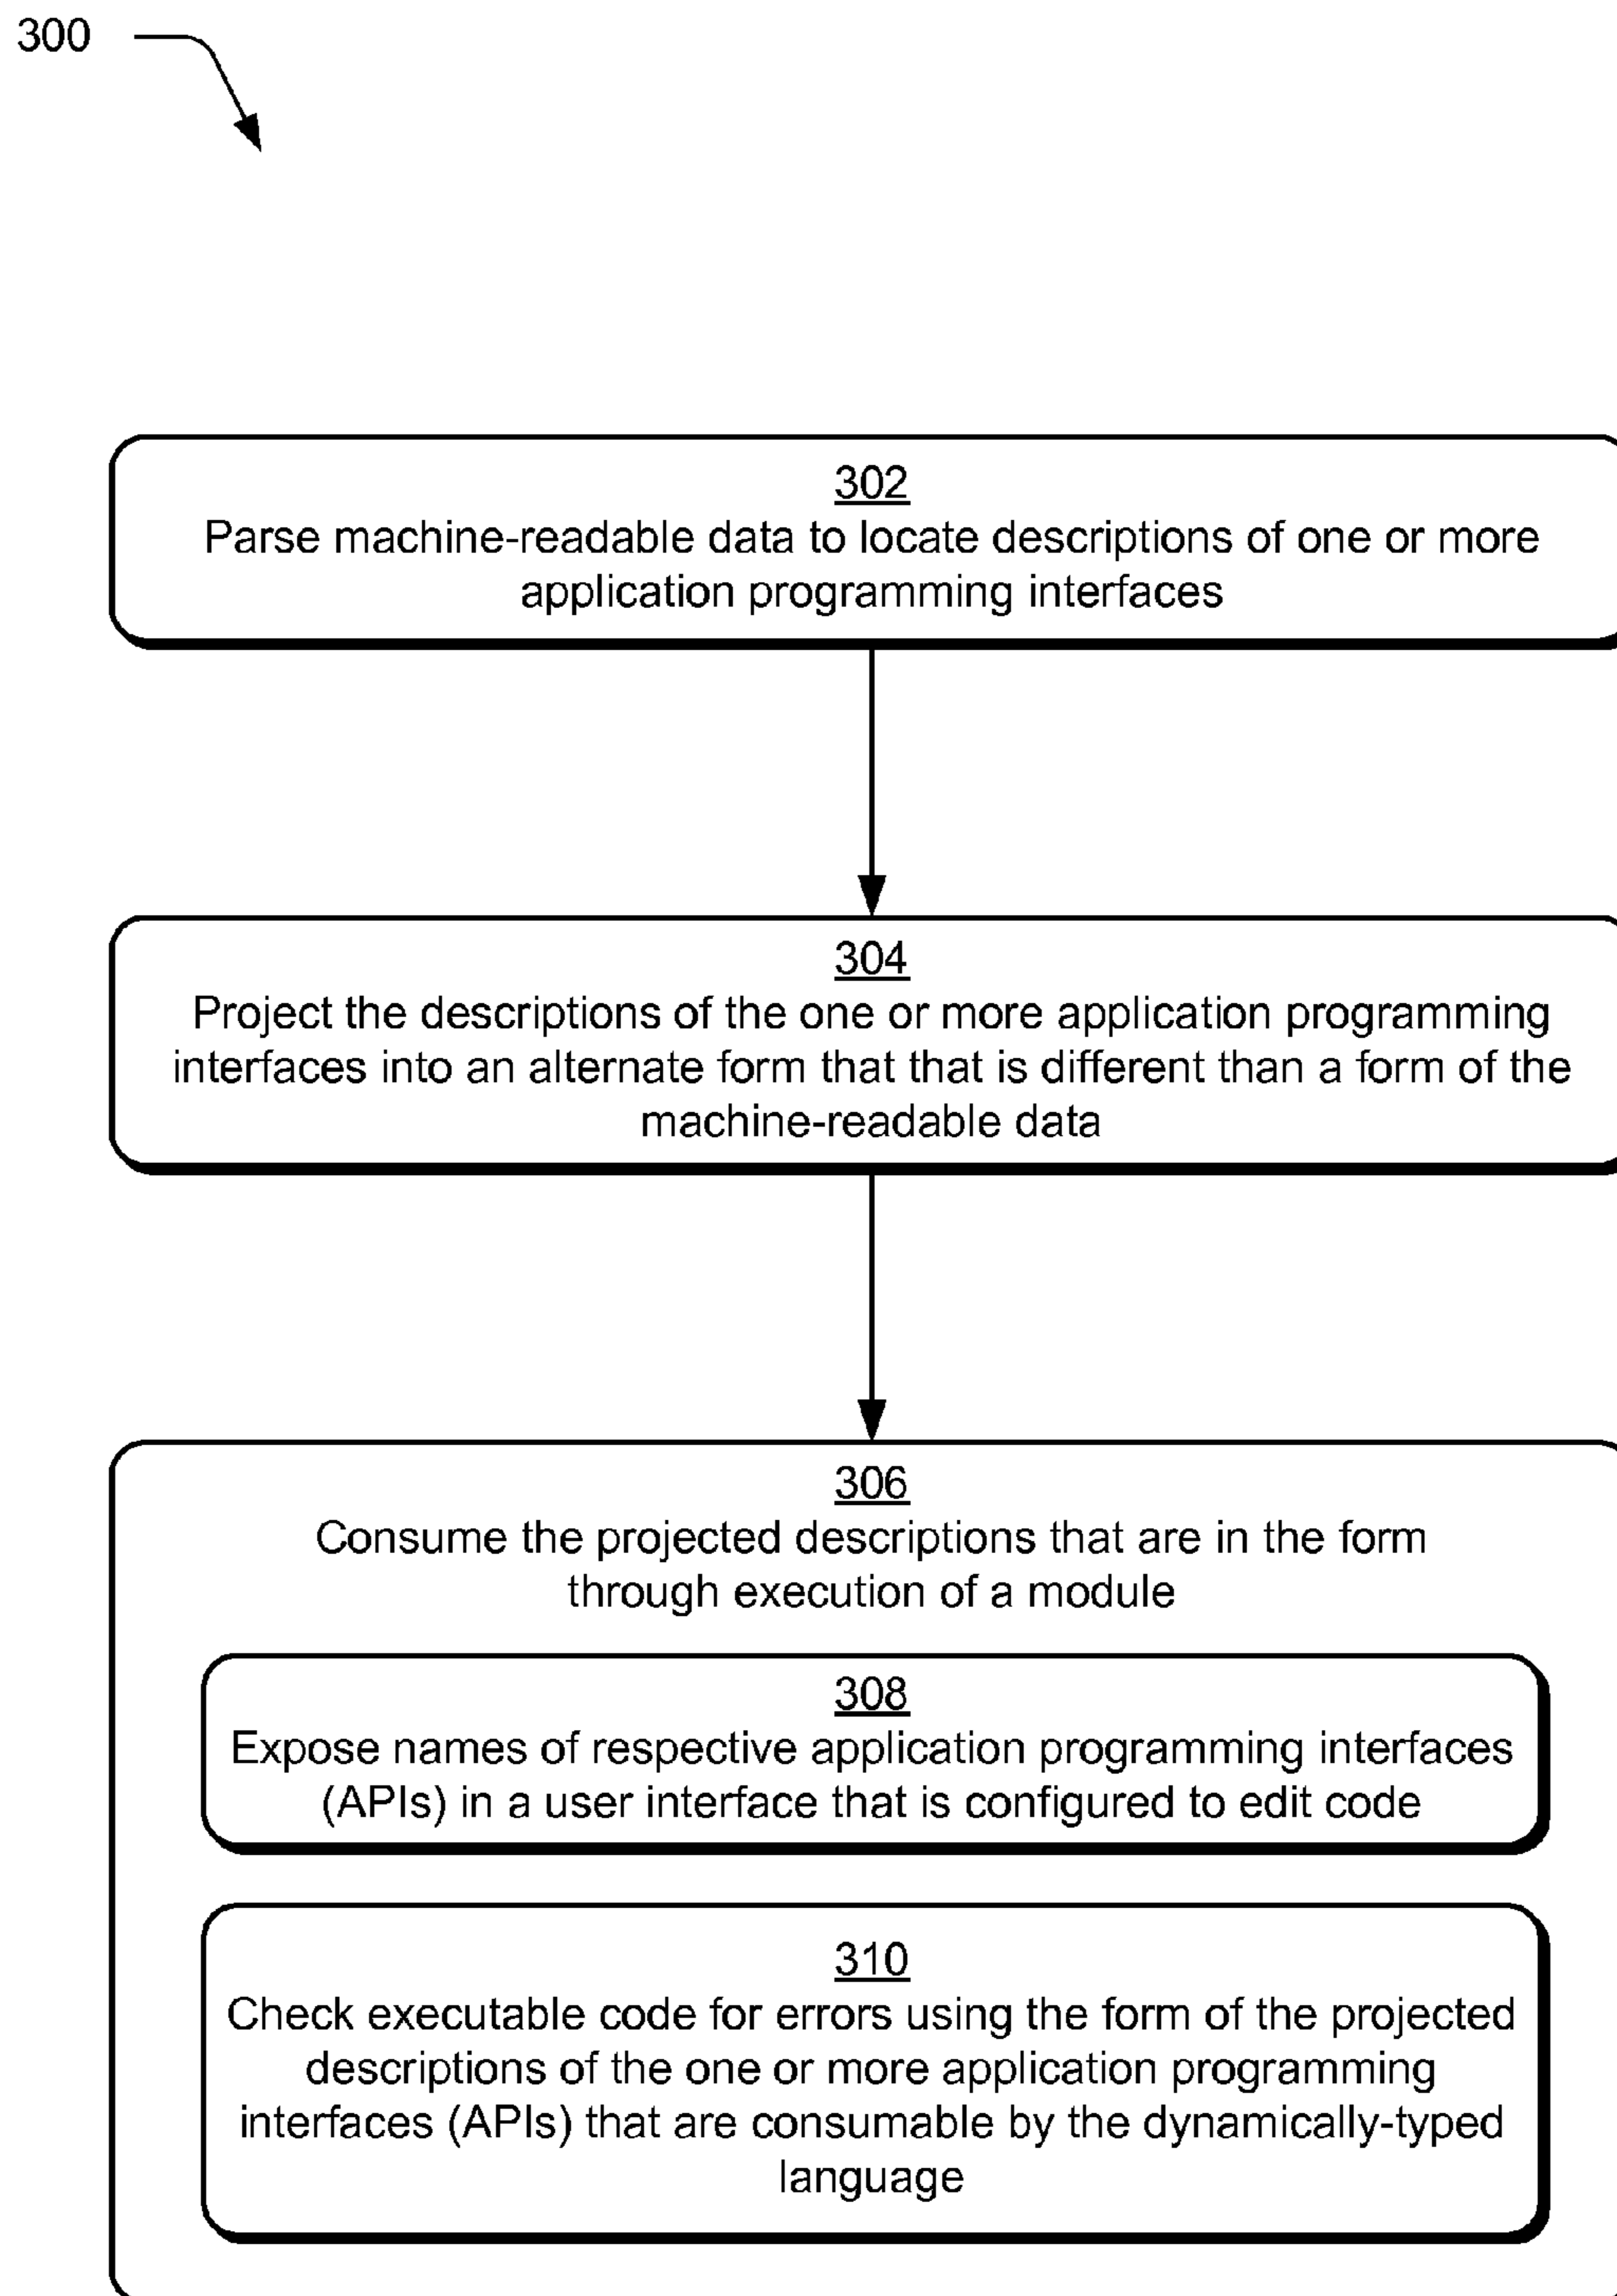 300
302
Parse machine-readable data to locate descriptions of one or more
application programming interfaces
304
Project the descriptions of the one or more application programming
interfaces into an alternate form that that is different than a form of the
machine-readable data
306
Consume the projected descriptions that are in the form
through execution of a module
308
Expose names of respective application programming interfaces
(APIs) in a user interface that is configured to edit code
310
Check executable code for errors using the form of the projected
descriptions of the one or more application programming
interfaces (APIs) that are consumable by the dynamically-typed
language